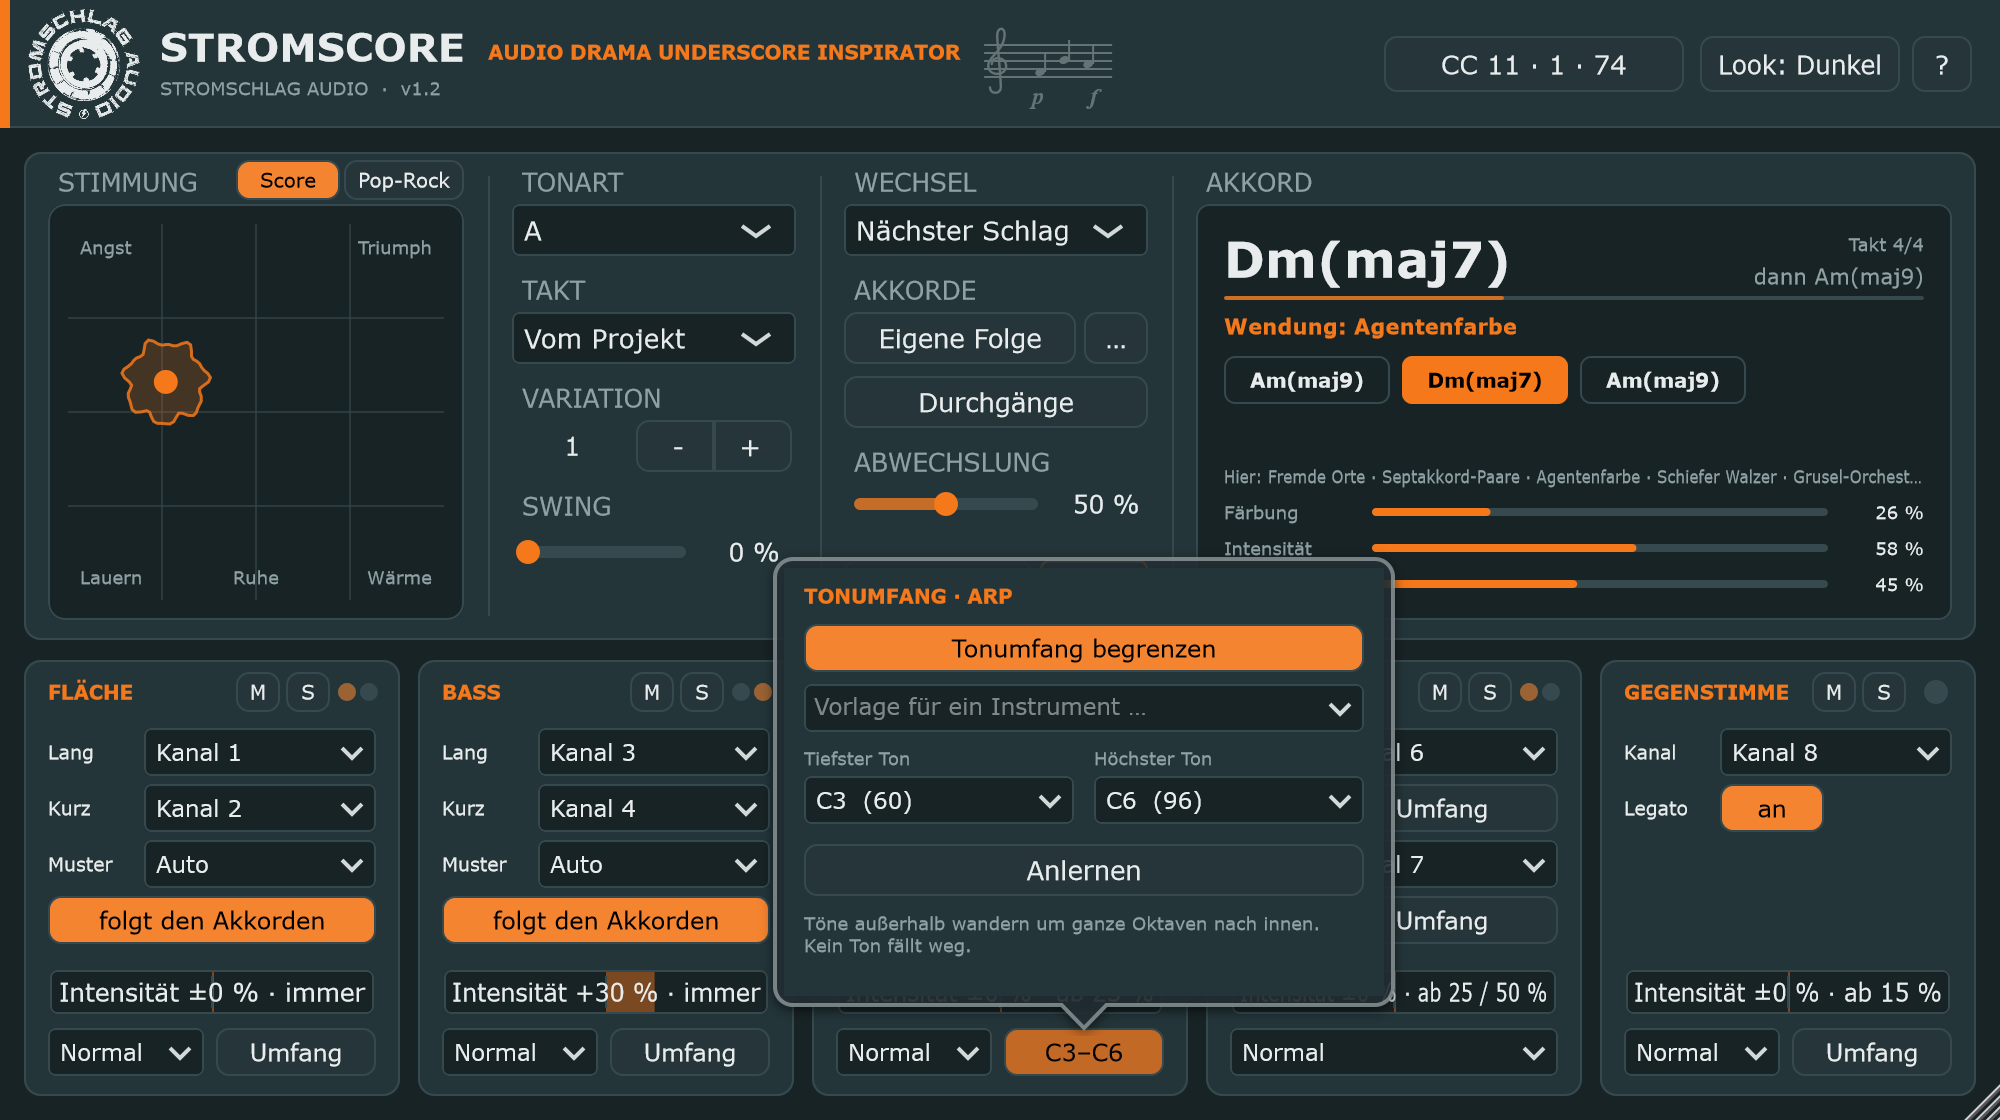 STROMSCHLAG AUDIO
STROMSCORE
AUDIO DRAMA UNDERSCORE INSPIRATOR
STROMSCHLAG AUDIO · v1.2
p f
CC 11 · 1 · 74
Look: Dunkel
?
STIMMUNG
Score
Pop-Rock
Angst
Triumph
Lauern
Ruhe
Wärme
TONART
A
TAKT
Vom Projekt
VARIATION
1
-
+
SWING
0 %
WECHSEL
Nächster Schlag
AKKORDE
Eigene Folge
...
Durchgänge
ABWECHSLUNG
50 %
AKKORD
Dm(maj7)
Takt 4/4
dann Am(maj9)
Wendung: Agentenfarbe
Am(maj9)
Dm(maj7)
Am(maj9)
Hier: Fremde Orte · Septakkord-Paare · Agentenfarbe · Schiefer Walzer · Grusel-Orchest...
Färbung
26 %
Intensität
58 %
45 %
TONUMFANG · ARP
Tonumfang begrenzen
Vorlage für ein Instrument ...
Tiefster Ton
Höchster Ton
C3 (60)
C6 (96)
Anlernen
Töne außerhalb wandern um ganze Oktaven nach innen.
Kein Ton fällt weg.
FLÄCHE
M
S
Lang
Kanal 1
Kurz
Kanal 2
Muster
Auto
folgt den Akkorden
Intensität ±0 % · immer
Normal
Umfang
BASS
M
S
Lang
Kanal 3
Kurz
Kanal 4
Muster
Auto
folgt den Akkorden
Intensität +30 % · immer
Normal
Umfang
Normal
C3–C6
M
S
6
Umfang
7
Umfang
· ab 25 / 50 %
Normal
GEGENSTIMME
M
S
Kanal
Kanal 8
Legato
an
Intensität ±0 % · ab 15 %
Normal
Umfang